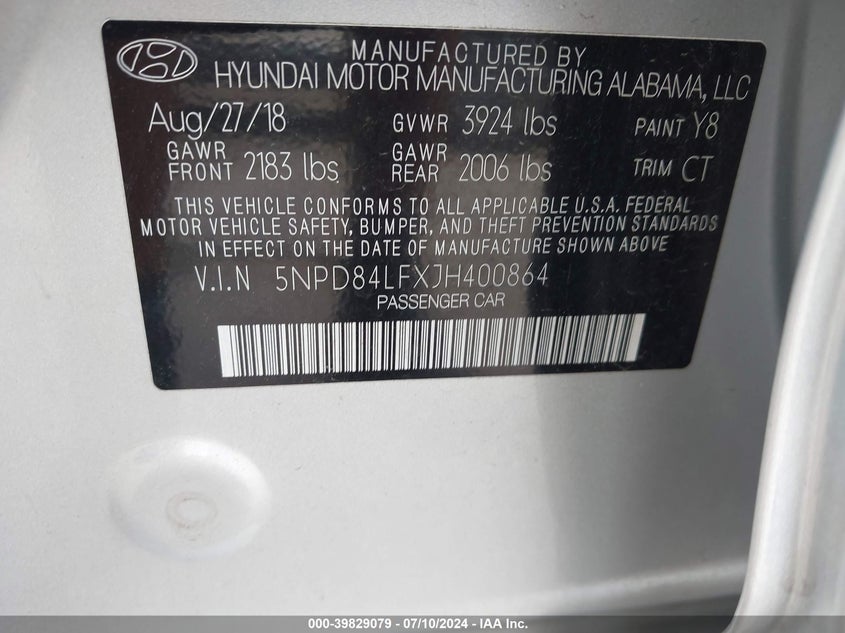 MANUFACTURED BY
HYUNDAI MOTOR MANUFACTURING ALABAMA, LLC
Aug/27/18 GVWR 3924 lbs PAINT Y8
GAWR FRONT 2183 lbs GAWR REAR 2006 lbs TRIM CT
THIS VEHICLE CONFORMS TO ALL APPLICABLE U.S.A. FEDERAL
MOTOR VEHICLE SAFETY, BUMPER, AND THEFT PREVENTION STANDARDS
IN EFFECT ON THE DATE OF MANUFACTURE SHOWN ABOVE
V.I.N 5NPD84LFXJH400864
PASSENGER CAR
000-39829079 - 07/10/2024 - IAA Inc.